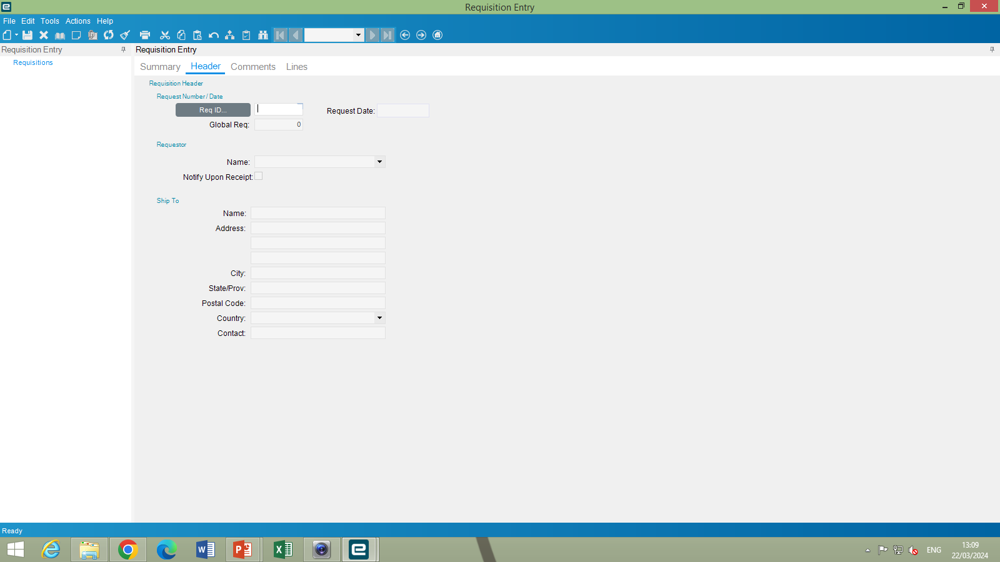 Requisition Entry
File Edit Tools Actions Help
Requisition Entry
Requisitions
Requisition Entry
Summary Header Comments Lines
Requisition Header
Request Number / Date
Req ID...
Request Date:
Global Req: 0
Requestor
Name:
Notify Upon Receipt:
Ship To
Name:
Address:
City:
State/Prov:
Postal Code:
Country:
Contact:
Ready
ENG
13:09
22/03/2024